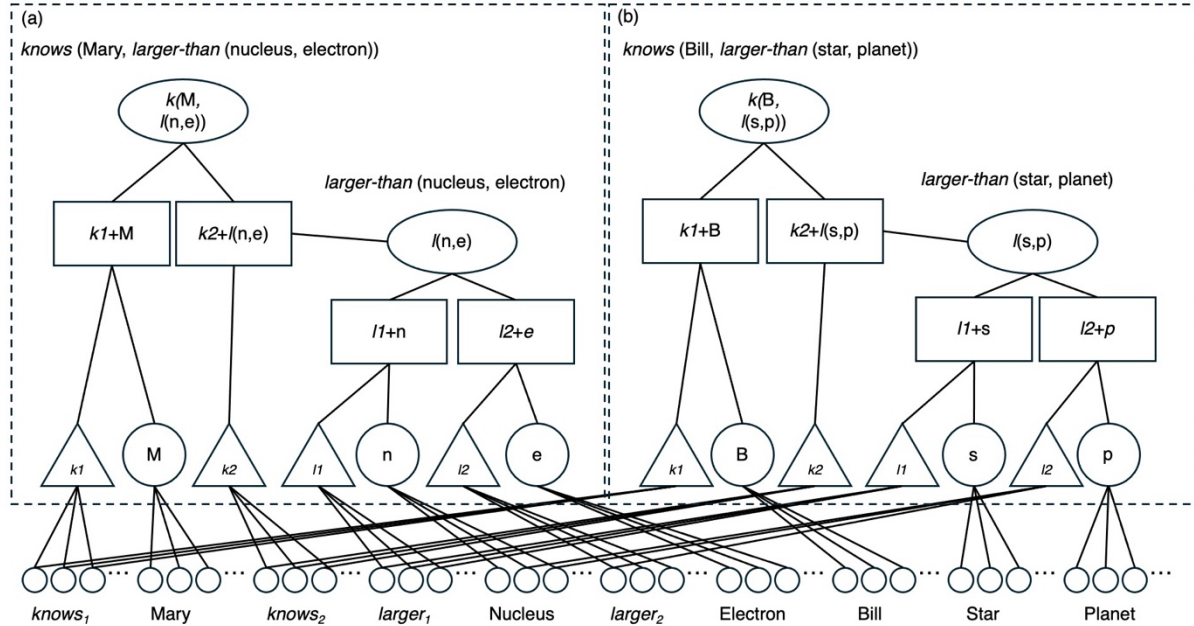 (a)
knows (Mary, larger-than (nucleus, electron))
k(M,
l(n,e))
larger-than (nucleus, electron)
k1+M
k2+l(n,e)
l(n,e)
l1+n
l2+e
k1
M
k2
l1
n
l2
e
(b)
knows (Bill, larger-than (star, planet))
k(B,
l(s,p))
larger-than (star, planet)
k1+B
k2+l(s,p)
l(s,p)
l1+s
l2+p
k1
B
k2
l1
s
l2
p
... ... ... ... ... ... ... ... ... ...
knows1 Mary knows2 larger1 Nucleus larger2 Electron Bill Star Planet